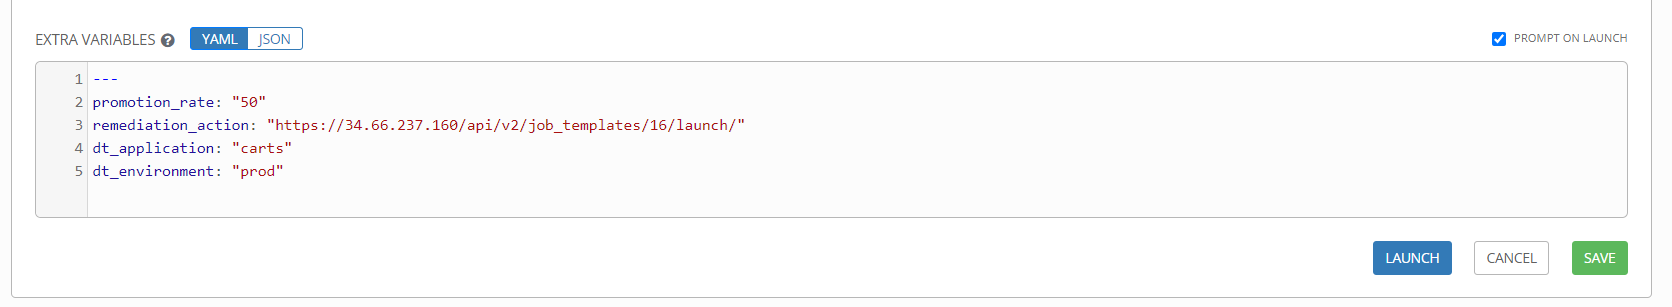 EXTRA VARIABLES ? YAML JSON PROMPT ON LAUNCH
1 ---
2 promotion_rate: "50"
3 remediation_action: "https://34.66.237.160/api/v2/job_templates/16/launch/"
4 dt_application: "carts"
5 dt_environment: "prod"
LAUNCH CANCEL SAVE